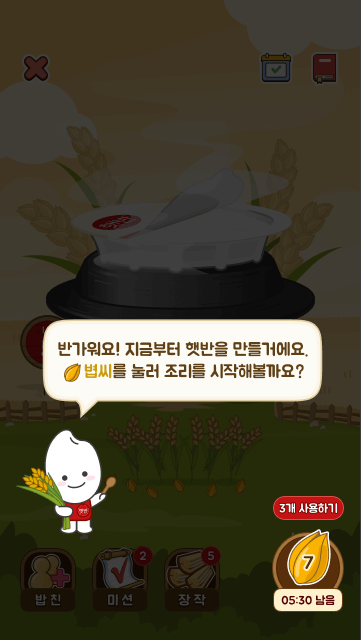 반가워요! 지금부터 햇반을 만들거에요.
볍씨를 눌러 조리를 시작해볼까요?
3개 사용하기
7
05:30 남음
2
5
밥친
미션
장작